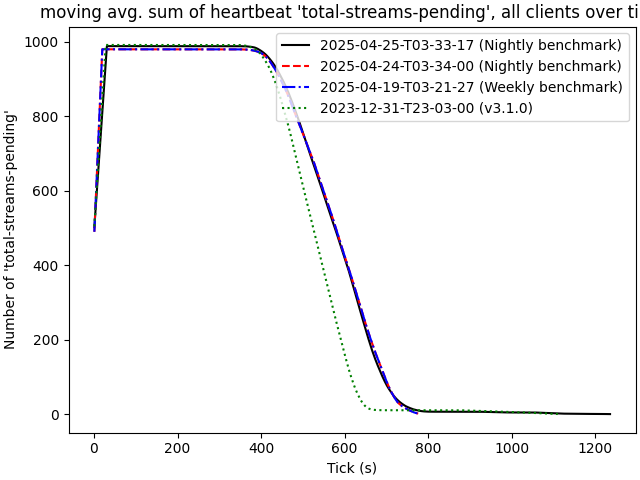 moving avg. sum of heartbeat 'total-streams-pending', all clients over ti
2025-04-25-T03-33-17 (Nightly benchmark)
2025-04-24-T03-34-00 (Nightly benchmark)
2025-04-19-T03-21-27 (Weekly benchmark)
2023-12-31-T23-03-00 (v3.1.0)
Number of 'total-streams-pending'
1000
800
600
400
200
0
0 200 400 600 800 1000 1200
Tick (s)